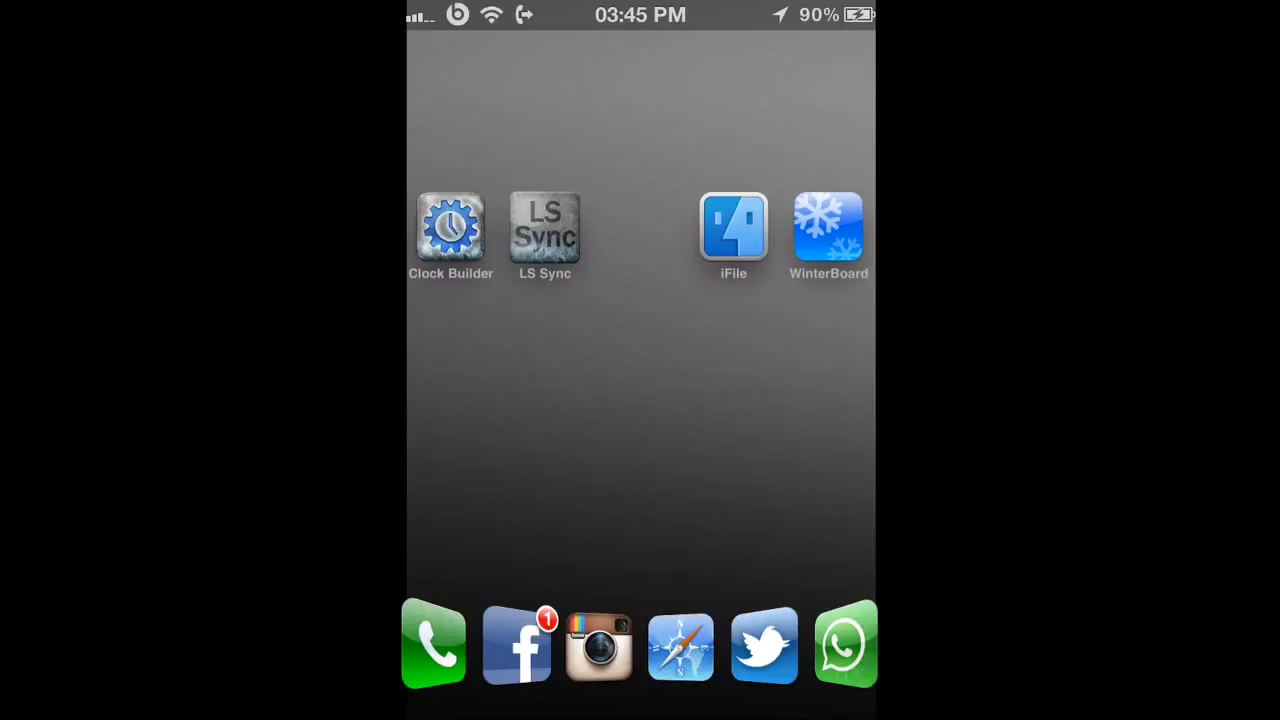 03:45 PM
90%
LS
Sync
Clock Builder
LS Sync
iFile
WinterBoard
1